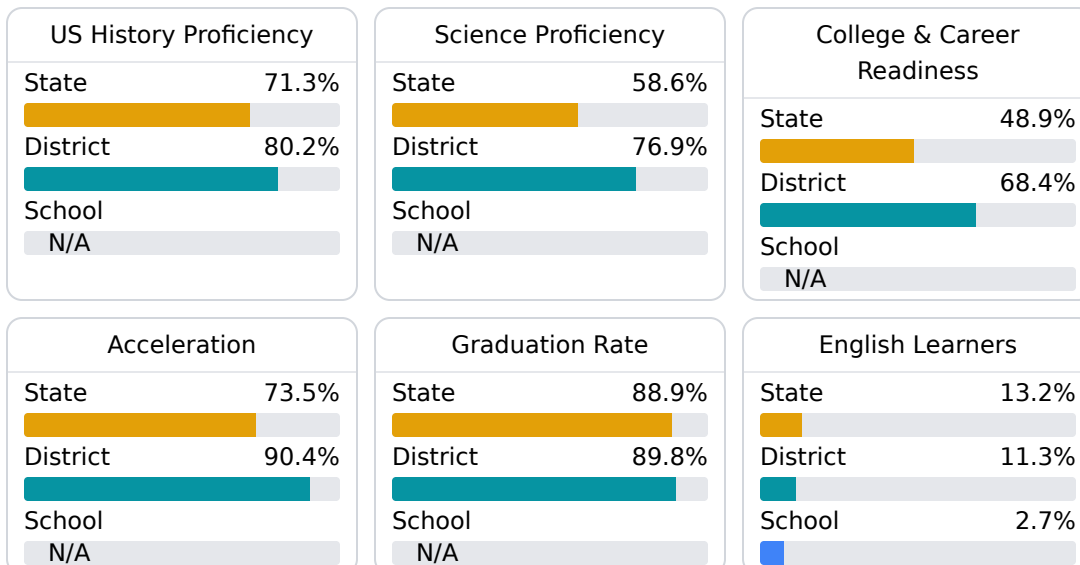 US History Proficiency
State 71.3%
District 80.2%
School
N/A
Science Proficiency
State 58.6%
District 76.9%
School
N/A
College & Career
Readiness
State 48.9%
District 68.4%
School
N/A
Acceleration
State 73.5%
District 90.4%
School
N/A
Graduation Rate
State 88.9%
District 89.8%
School
N/A
English Learners
State 13.2%
District 11.3%
School 2.7%